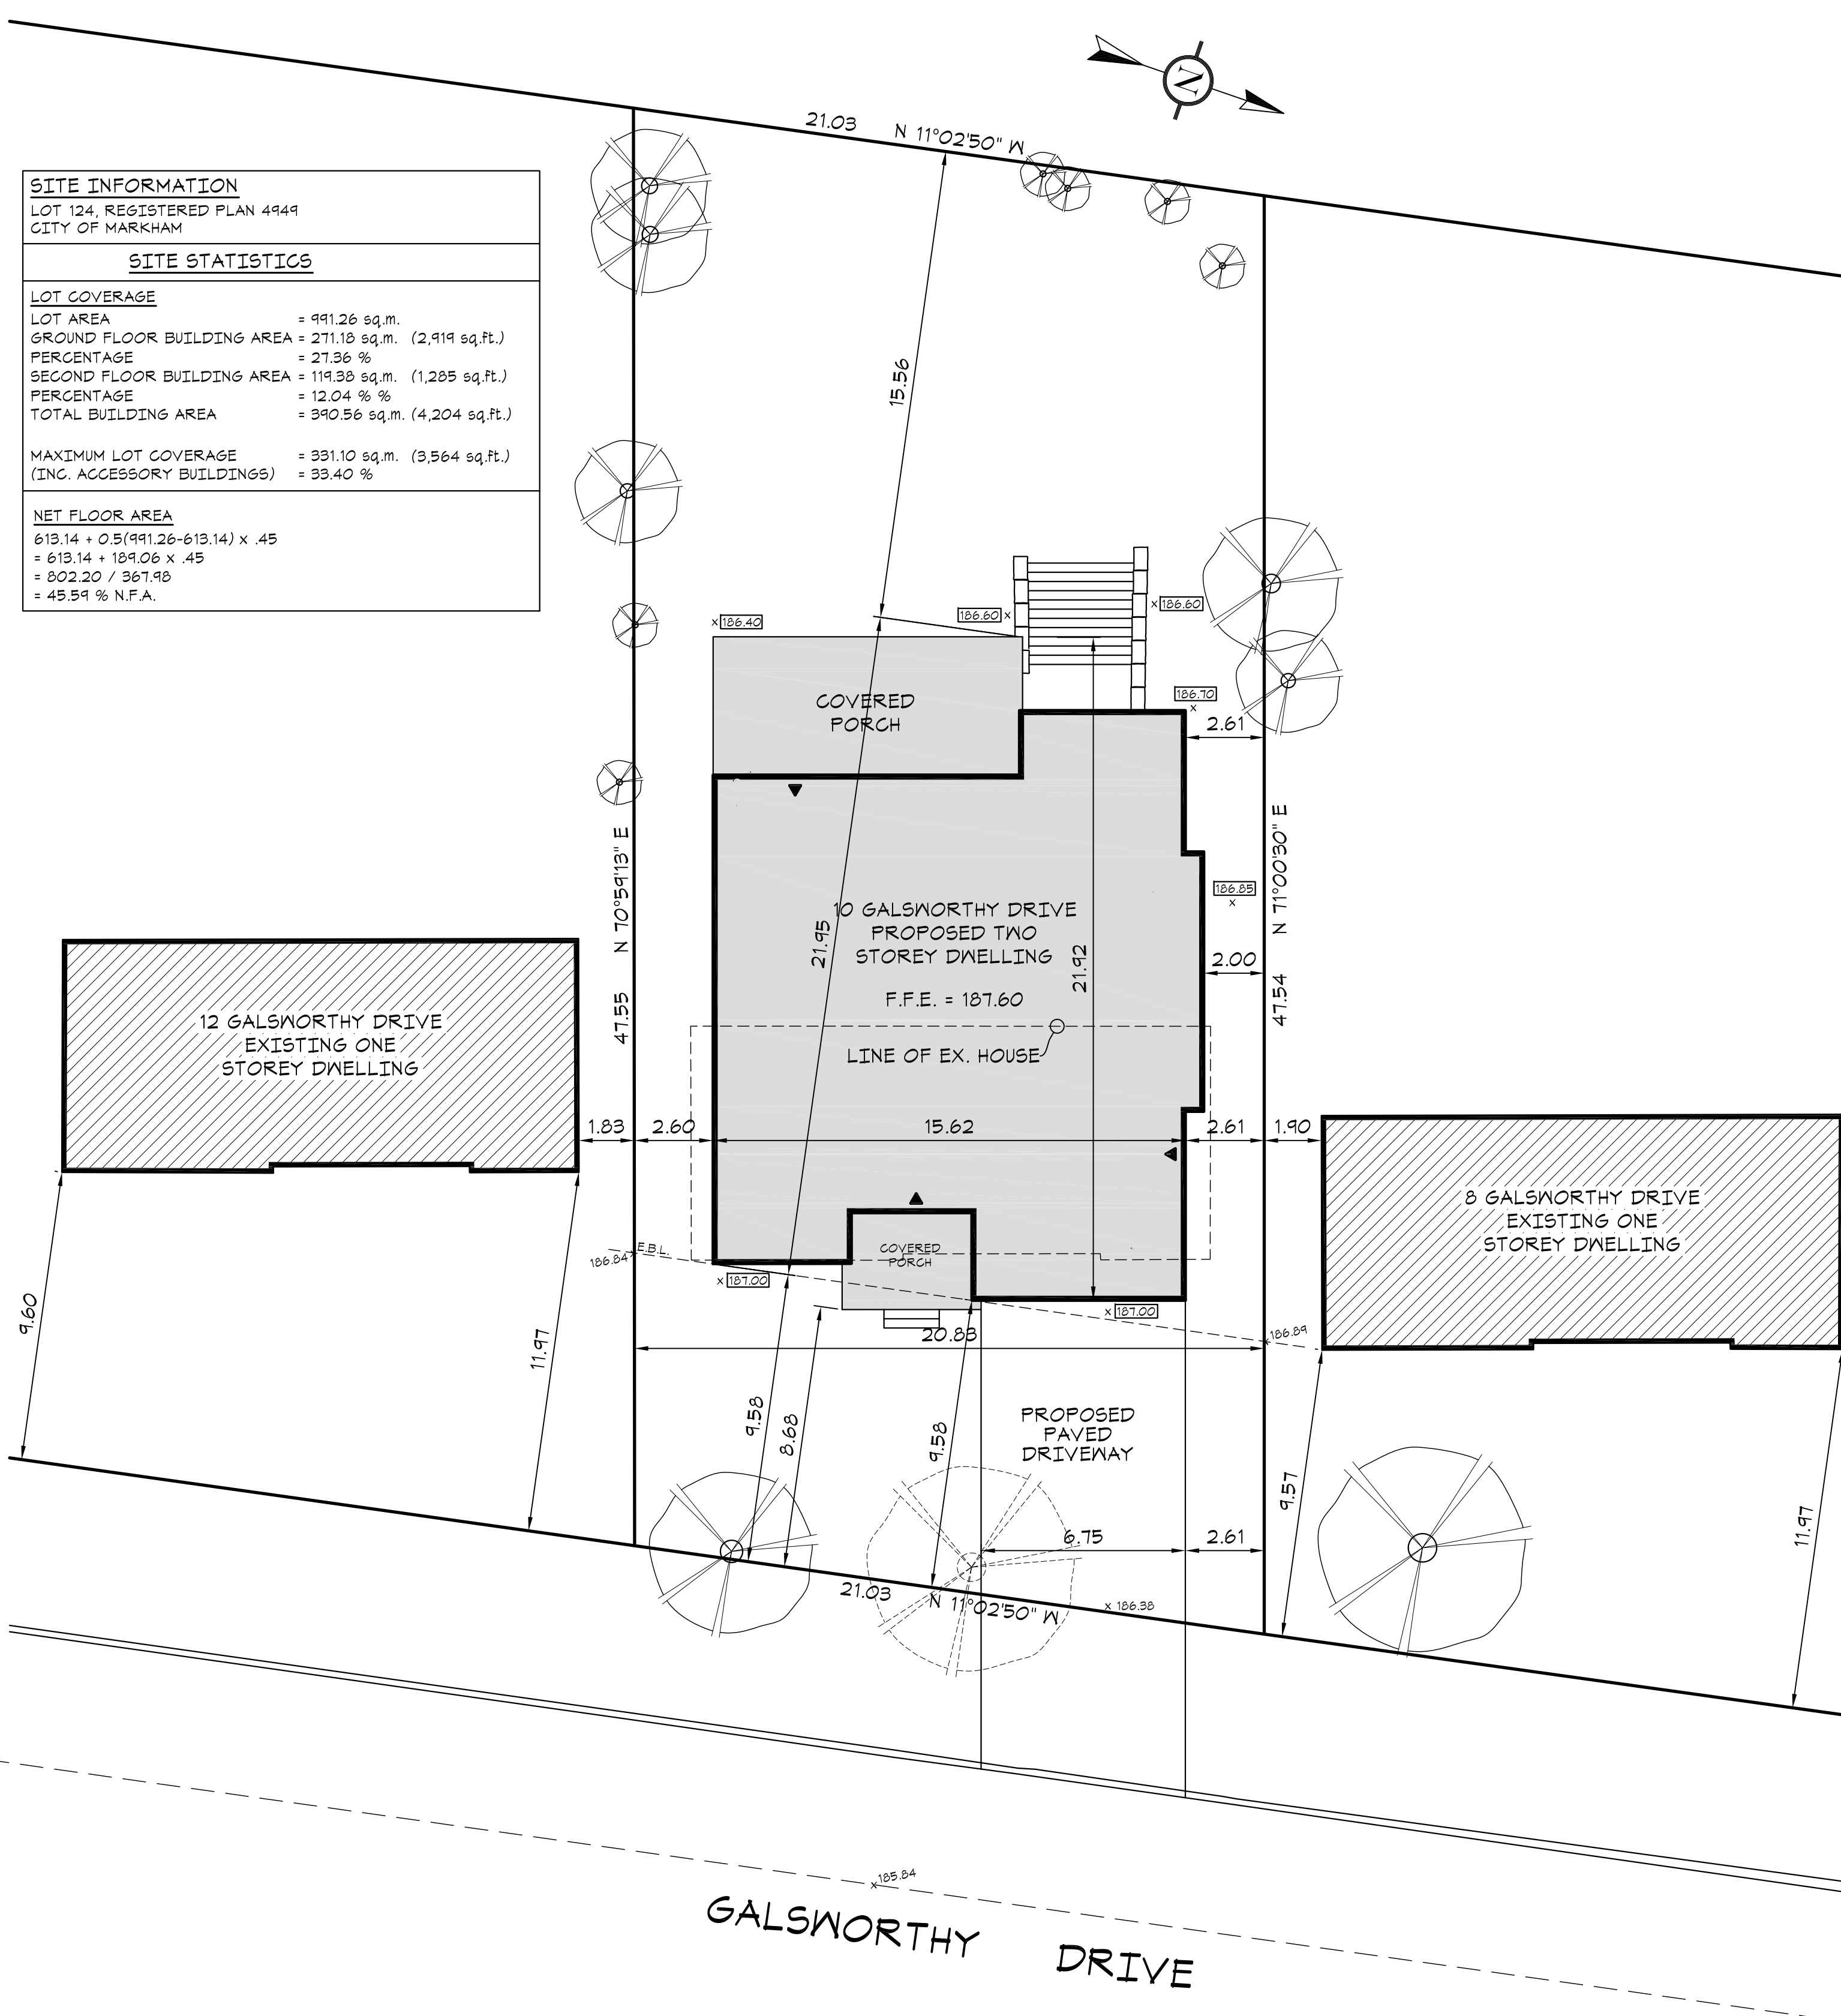 N
21.03 N 11°02'50" W
SITE INFORMATION
LOT 124, REGISTERED PLAN 4949
CITY OF MARKHAM
SITE STATISTICS
LOT COVERAGE
LOT AREA = 991.26 sq.m.
GROUND FLOOR BUILDING AREA = 271.18 sq.m. (2,919 sq.ft.)
PERCENTAGE = 27.36 %
SECOND FLOOR BUILDING AREA = 119.38 sq.m. (1,285 sq.ft.)
PERCENTAGE = 12.04 % %
TOTAL BUILDING AREA = 390.56 sq.m. (4,204 sq.ft.)
MAXIMUM LOT COVERAGE = 331.10 sq.m. (3,564 sq.ft.)
(INC. ACCESSORY BUILDINGS) = 33.40 %
NET FLOOR AREA
613.14 + 0.5(991.26-613.14) x .45
= 613.14 + 189.06 x .45
= 802.20 / 367.98
= 45.59 % N.F.A.
15.56
x 186.40
186.60 x
x 186.60
186.70
x
2.61
COVERED
PORCH
N 70°59'13" E
47.55
N 71°00'30" E
47.54
186.85
x
10 GALSWORTHY DRIVE
PROPOSED TWO
STOREY DWELLING
21.95
21.92
2.00
F.F.E. = 187.60
LINE OF EX. HOUSE
12 GALSWORTHY DRIVE
EXISTING ONE
STOREY DWELLING
1.83
2.60
15.62
2.61
1.90
8 GALSWORTHY DRIVE
EXISTING ONE
STOREY DWELLING
COVERED
PORCH
E.B.L.
186.84
x 187.00
x 187.00
186.89
20.83
9.60
11.97
9.58
8.68
9.58
PROPOSED
PAVED
DRIVEWAY
9.57
11.97
6.75
2.61
21.03 N 11°02'50" W
x 186.38
x 185.84
GALSWORTHY DRIVE